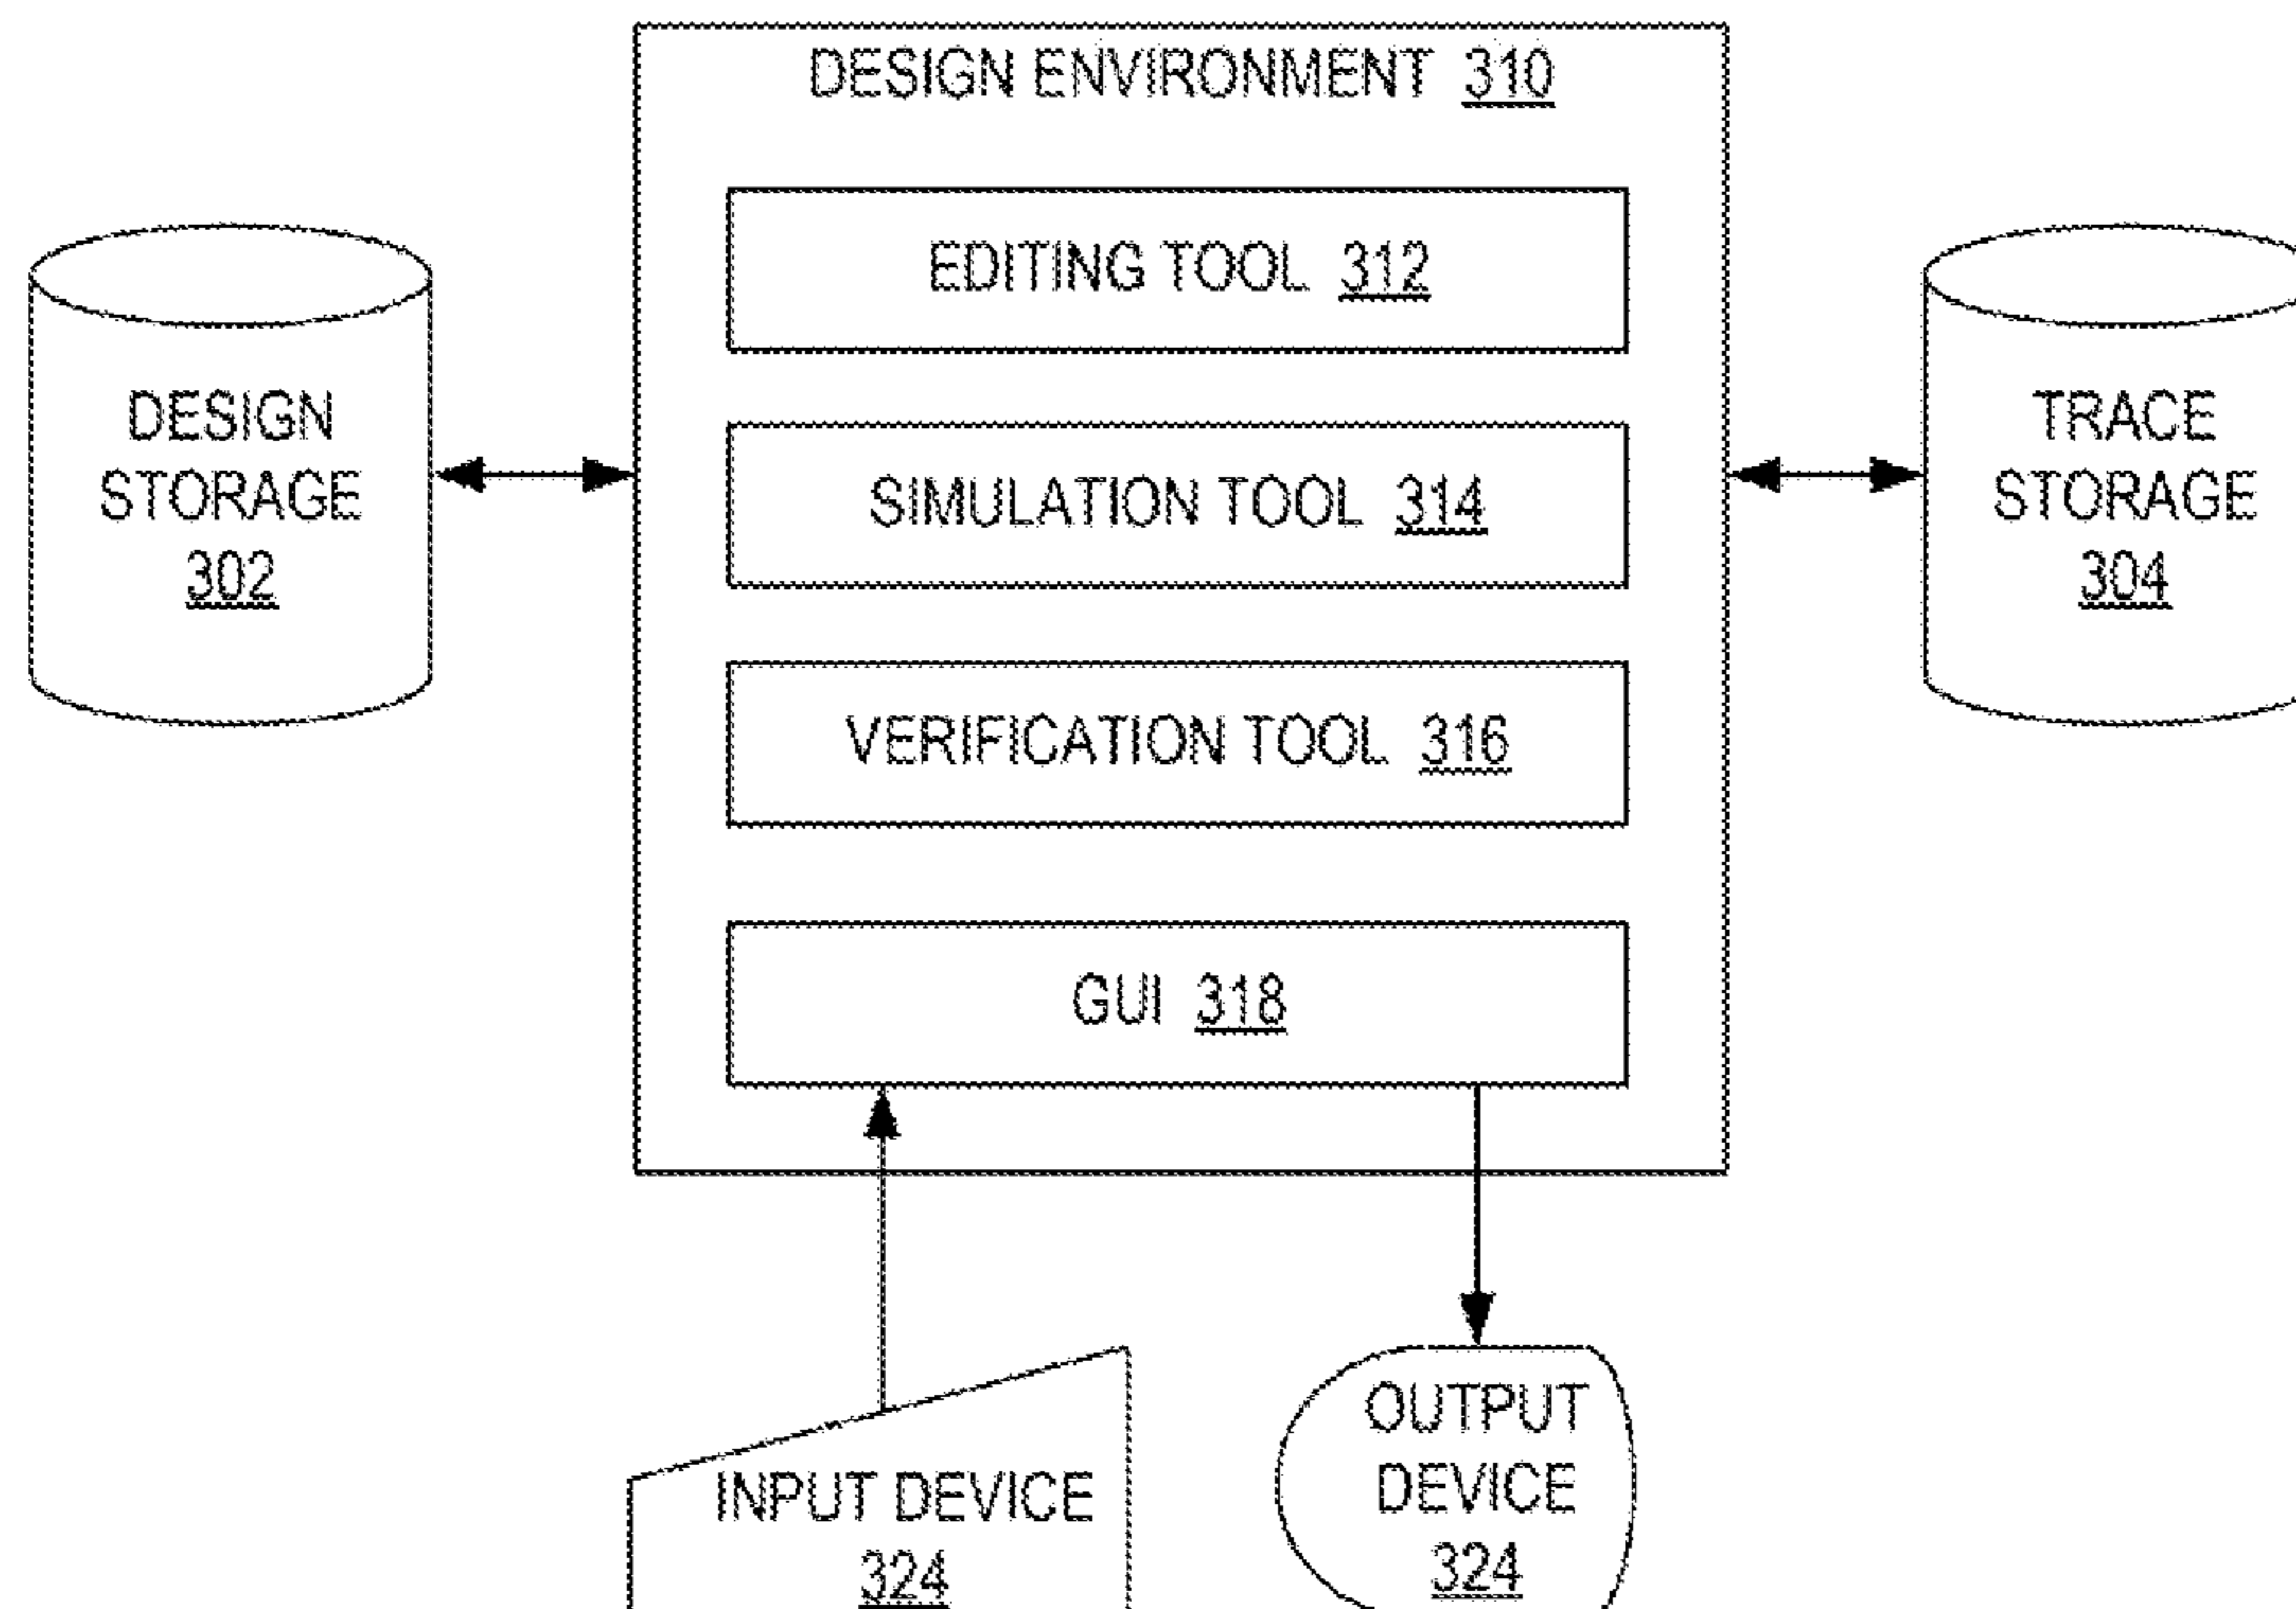 DESIGN ENVIRONMENT 310
EDITING TOOL 312
DESIGN
STORAGE
302
SIMULATION TOOL 314
TRACE
STORAGE
304
VERIFICATION TOOL 316
GUI 318
INPUT DEVICE
324
OUTPUT
DEVICE
324